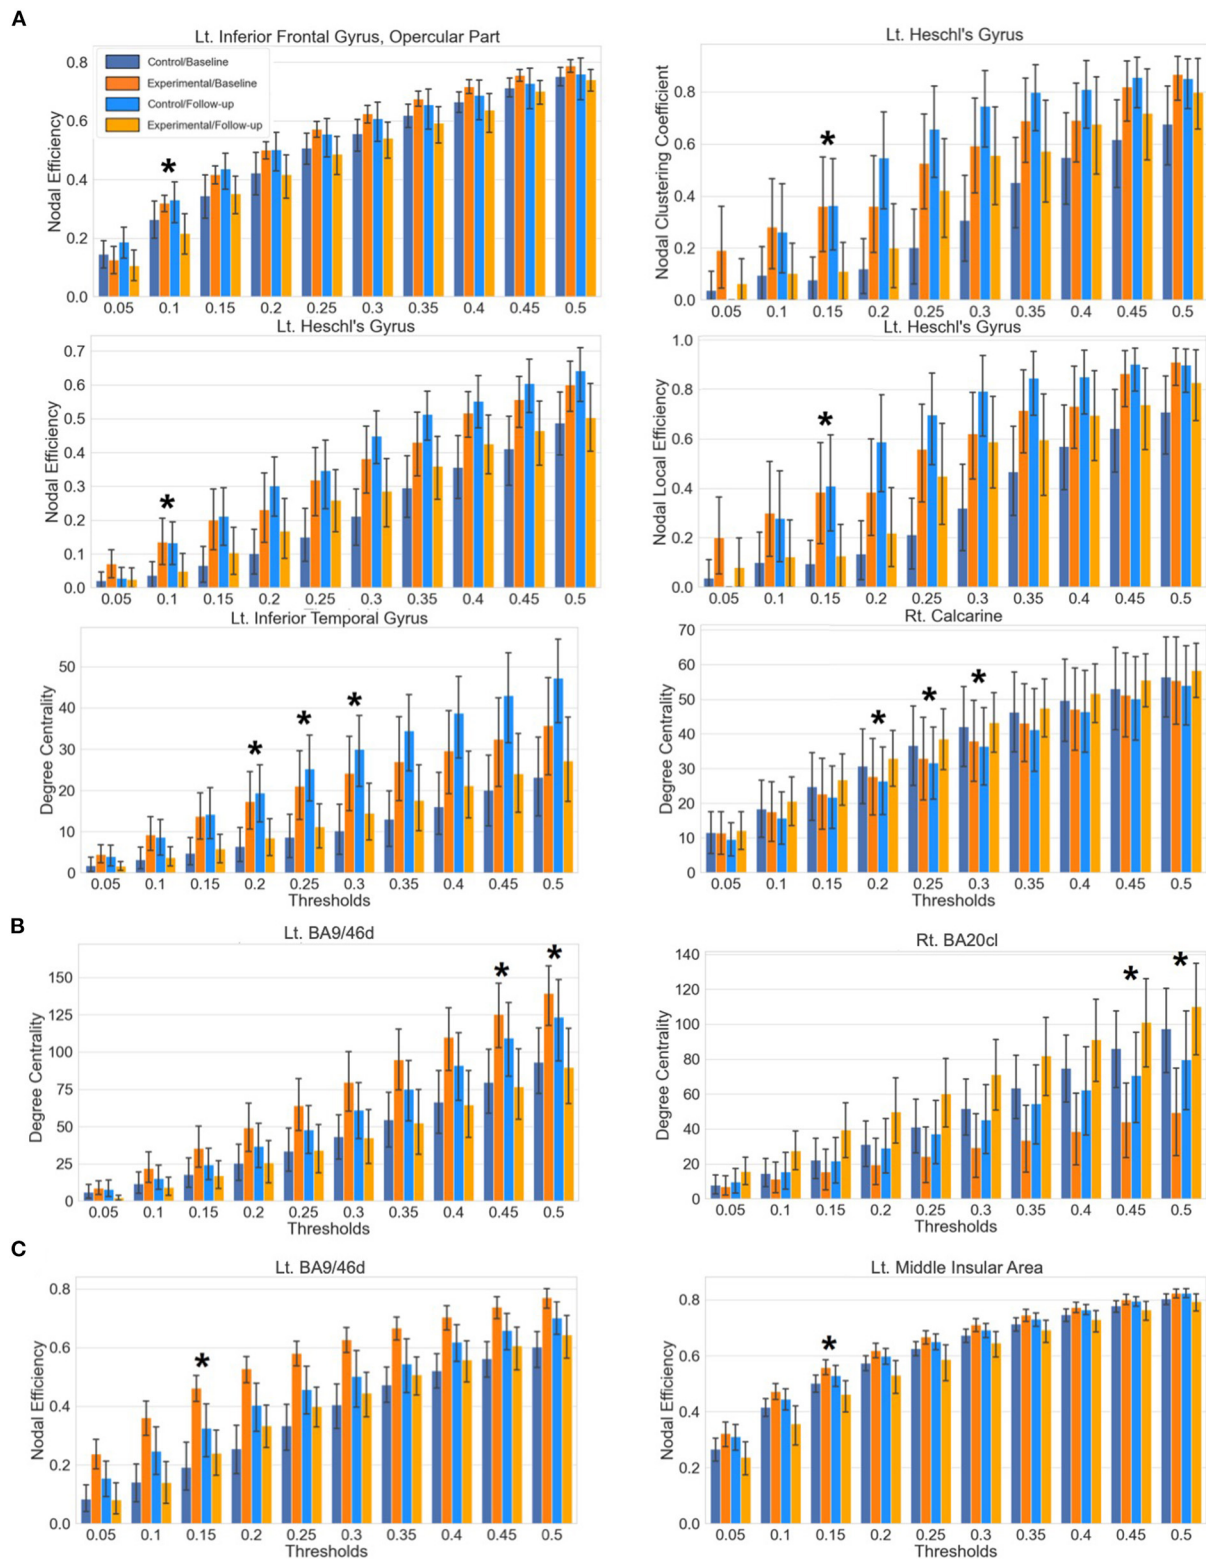 A
Lt. Inferior Frontal Gyrus, Opercular Part
Nodal Efficiency
0.8
0.6
0.4
0.2
0.0
Control/Baseline
Experimental/Baseline
Control/Follow-up
Experimental/Follow-up
*
0.05 0.1 0.15 0.2 0.25 0.3 0.35 0.4 0.45 0.5
Lt. Heschl's Gyrus
Nodal Clustering Coefficient
0.8
0.6
0.4
0.2
0.0
*
0.05 0.1 0.15 0.2 0.25 0.3 0.35 0.4 0.45 0.5
Lt. Heschl's Gyrus
Nodal Efficiency
0.7
0.6
0.5
0.4
0.3
0.2
0.1
0.0
*
0.05 0.1 0.15 0.2 0.25 0.3 0.35 0.4 0.45 0.5
Lt. Heschl's Gyrus
Nodal Local Efficiency
1.0
0.8
0.6
0.4
0.2
0.0
*
0.05 0.1 0.15 0.2 0.25 0.3 0.35 0.4 0.45 0.5
Lt. Inferior Temporal Gyrus
Degree Centrality
50
40
30
20
10
0
* * *
0.05 0.1 0.15 0.2 0.25 0.3 0.35 0.4 0.45 0.5
Thresholds
Rt. Calcarine
Degree Centrality
70
60
50
40
30
20
10
0
* * *
0.05 0.1 0.15 0.2 0.25 0.3 0.35 0.4 0.45 0.5
Thresholds
B
Lt. BA9/46d
Degree Centrality
150
125
100
75
50
25
0
* *
0.05 0.1 0.15 0.2 0.25 0.3 0.35 0.4 0.45 0.5
Thresholds
Rt. BA20cl
Degree Centrality
140
120
100
80
60
40
20
0
* *
0.05 0.1 0.15 0.2 0.25 0.3 0.35 0.4 0.45 0.5
Thresholds
C
Lt. BA9/46d
Nodal Efficiency
0.8
0.6
0.4
0.2
0.0
*
0.05 0.1 0.15 0.2 0.25 0.3 0.35 0.4 0.45 0.5
Thresholds
Lt. Middle Insular Area
Nodal Efficiency
0.8
0.6
0.4
0.2
0.0
*
0.05 0.1 0.15 0.2 0.25 0.3 0.35 0.4 0.45 0.5
Thresholds